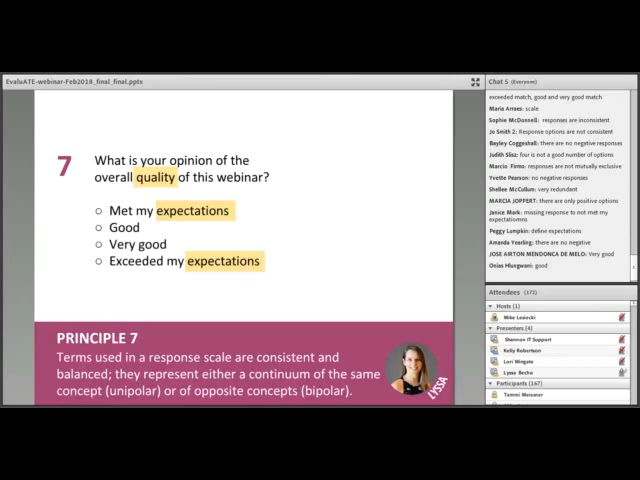 EvaluATE-webinar-Feb2018_final_final.pptx
7
What is your opinion of the
overall quality of this webinar?
○ Met my expectations
○ Good
○ Very good
○ Exceeded my expectations
PRINCIPLE 7
Terms used in a response scale are consistent and
balanced; they represent either a continuum of the same
concept (unipolar) or of opposite concepts (bipolar).
LYSSA
Chat 5 (Everyone)
exceeded match, good and very good match
Maria Arraes: scale
Sophie McDonnell: responses are inconsistent
Jo Smith 2: Response options are not consistent
Bayley Coggeshall: there are no negative responses
Judith Slisz: four is not a good number of options
Marcio Firmo: responses are not mutually exclusive
Yvette Pearson: no negative responses
Shellee McCullum: very redundant
MARCIA JOPPERT: there are only positive options
Janice Mark: missing response to not met my
expectatiomns
Peggy Lumpkin: define expectations
Amanda Yearling: there are no negative
JOSE AIRTON MENDONCA DE MELO: Very good
Onias Hlungwani: good
Attendees (172)
Hosts (1)
Mike Lesiecki
Presenters (4)
Shannon IT Support
Kelly Robertson
Lori Wingate
Lyssa Becho
Participants (167)
Tammi Meissner